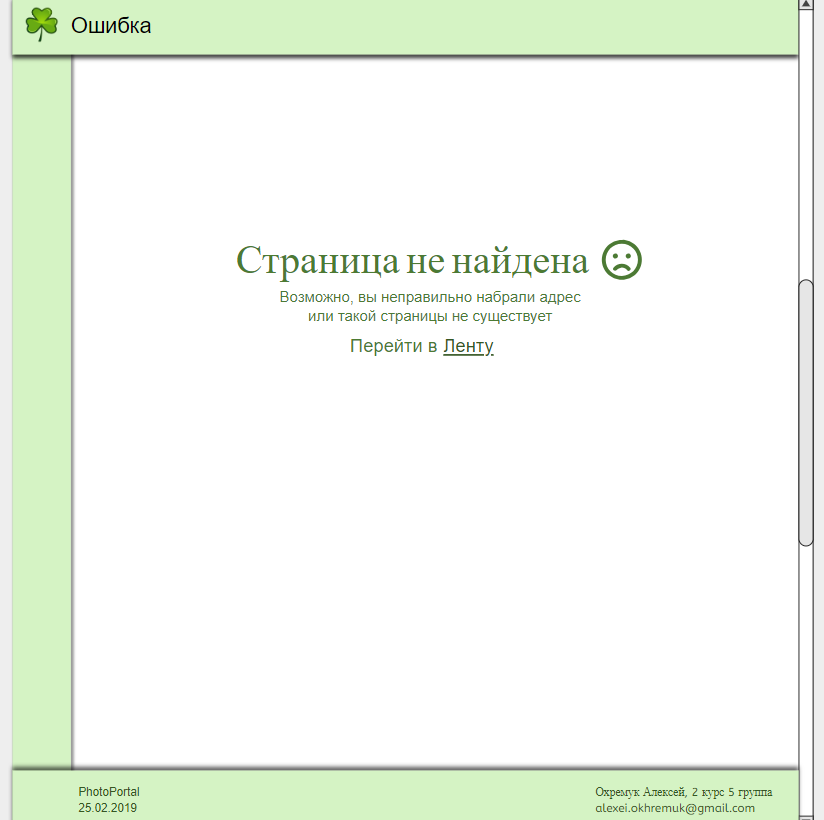 Ошибка
Страница не найдена
Возможно, вы неправильно набрали адрес
или такой страницы не существует
Перейти в Ленту
PhotoPortal
25.02.2019
Охремук Алексей, 2 курс 5 группа
alexei.okhremuk@gmail.com